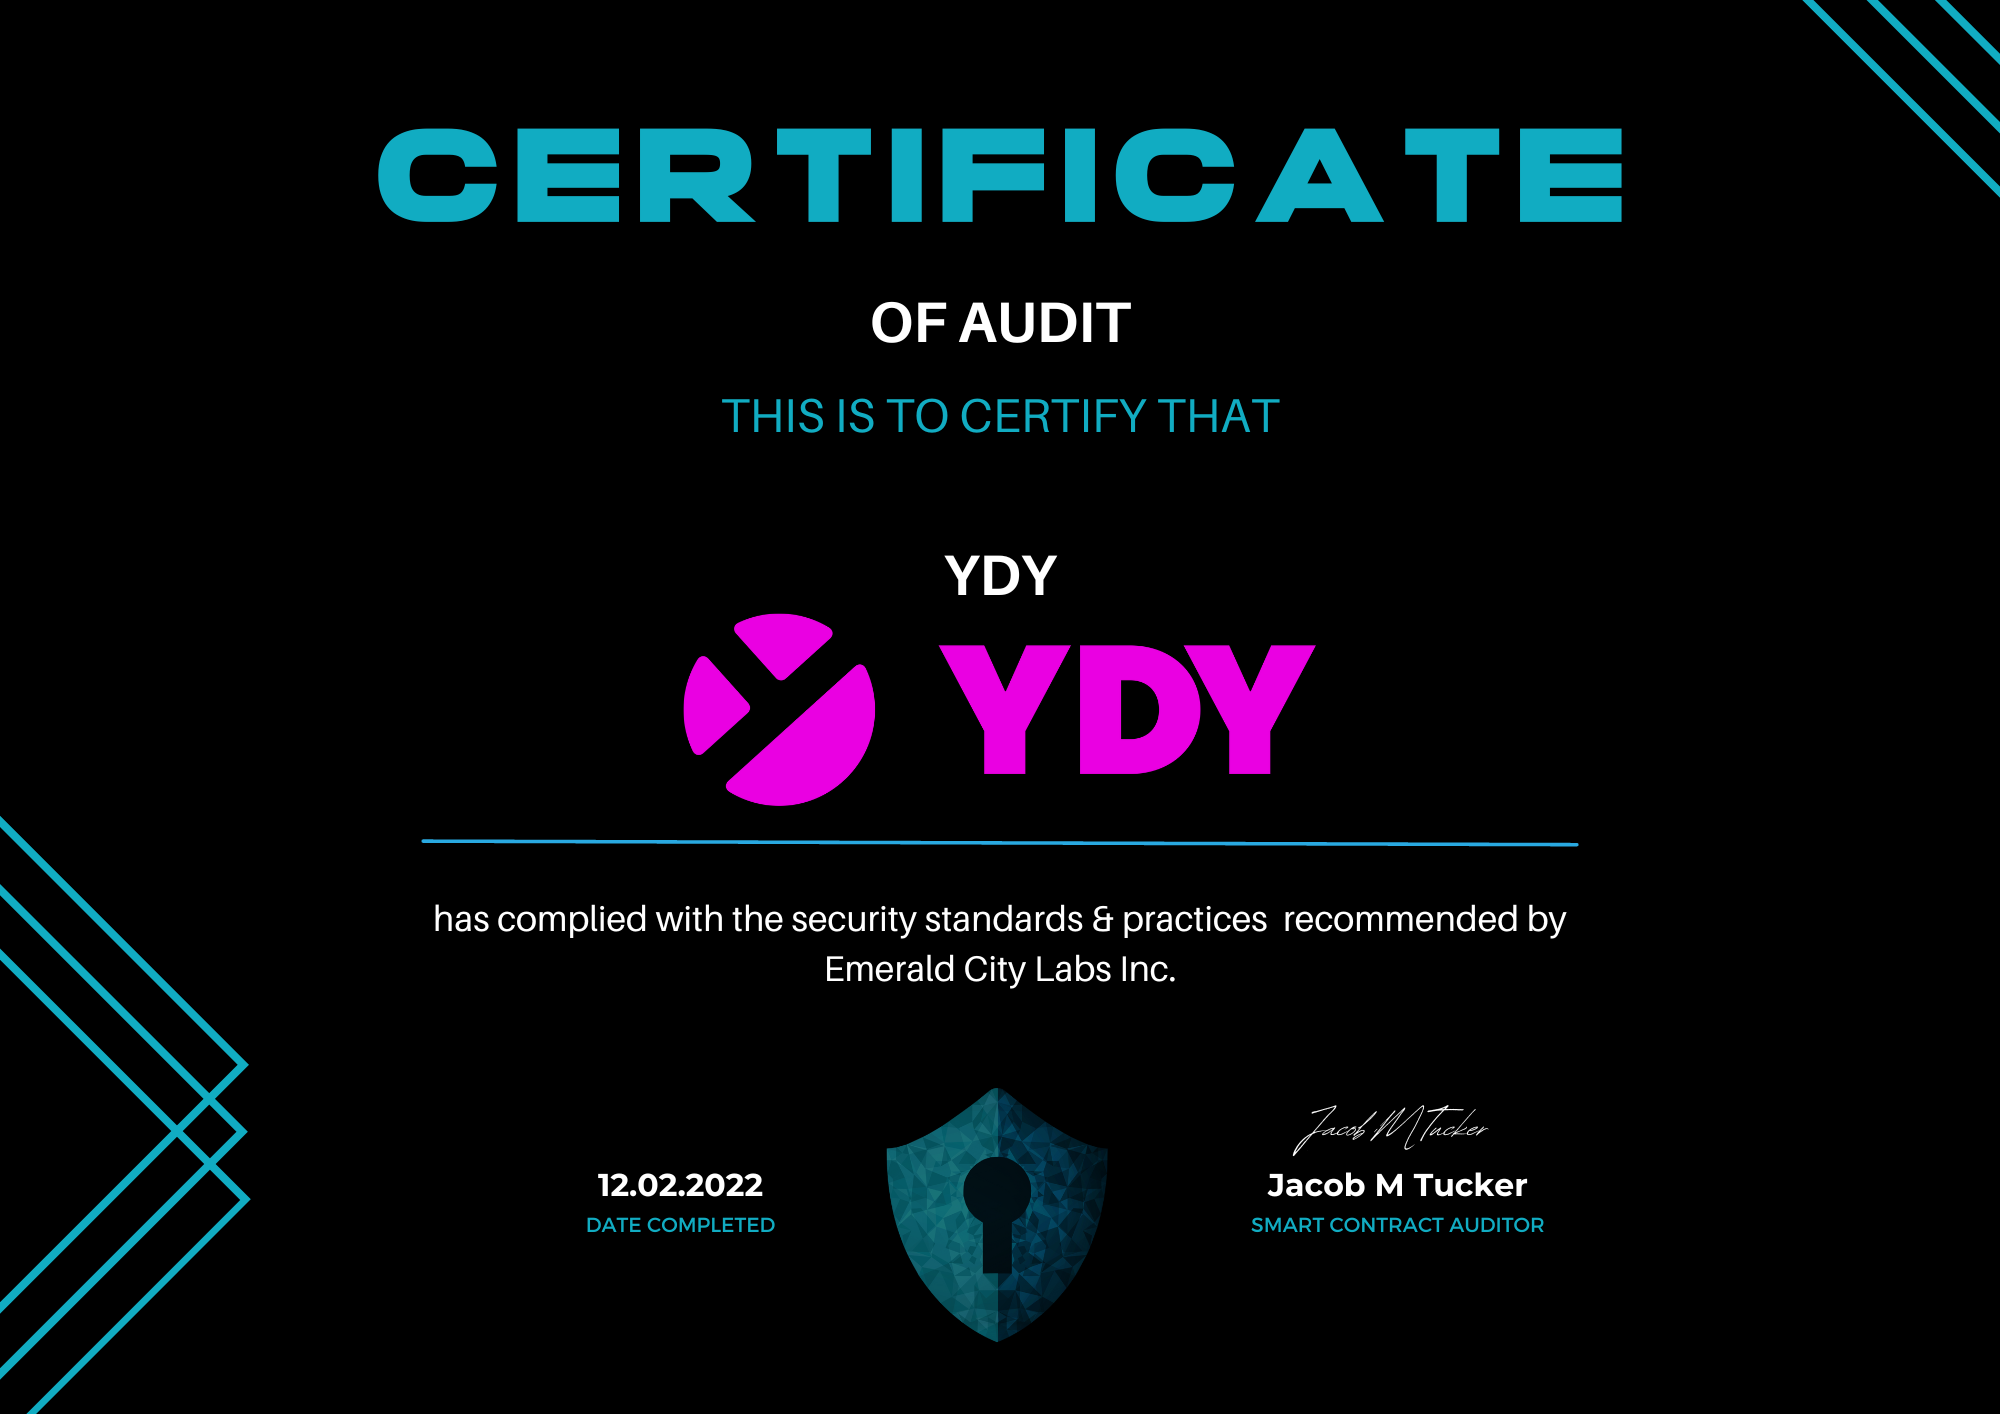 CERTIFICATE
OF AUDIT
THIS IS TO CERTIFY THAT
YDY
YDY
has complied with the security standards & practices  recommended by
Emerald City Labs Inc.
12.02.2022
DATE COMPLETED
Jacob M Tucker
Jacob M Tucker
SMART CONTRACT AUDITOR